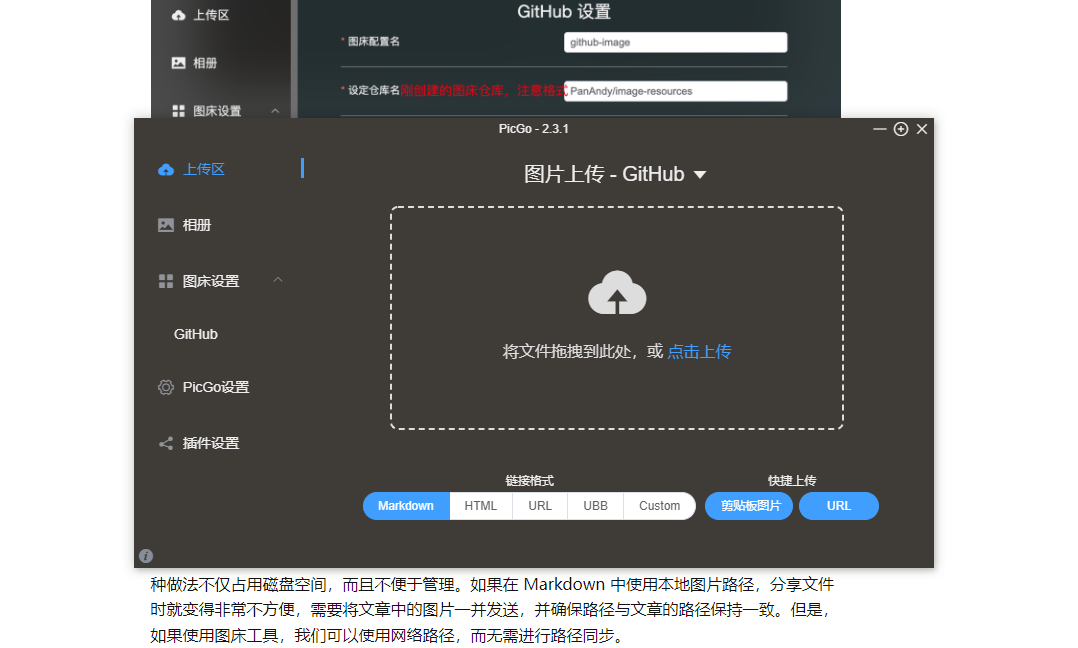 上传区
GitHub 设置
* 图床配置名
github-image
相册
* 设定仓库名刚创建的图床仓库，注意格式
PanAndy/image-resources
图床设置
PicGo - 2.3.1
上传区
图片上传 - GitHub
相册
图床设置
GitHub
将文件拖拽到此处，或 点击上传
PicGo设置
插件设置
链接格式
快捷上传
Markdown
HTML
URL
UBB
Custom
剪贴板图片
URL
种做法不仅占用磁盘空间，而且不便于管理。如果在 Markdown 中使用本地图片路径，分享文件
时就变得非常不方便，需要将文章中的图片一并发送，并确保路径与文章的路径保持一致。但是，
如果使用图床工具，我们可以使用网络路径，而无需进行路径同步。